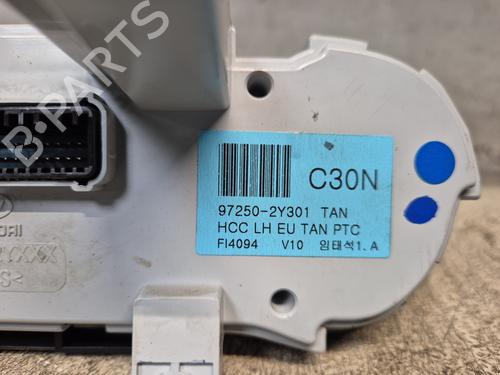 B-PARTS
C30N
97250-2Y301 TAN
HCC LH EU TAN PTC
FI4094 V10 임태석1. A